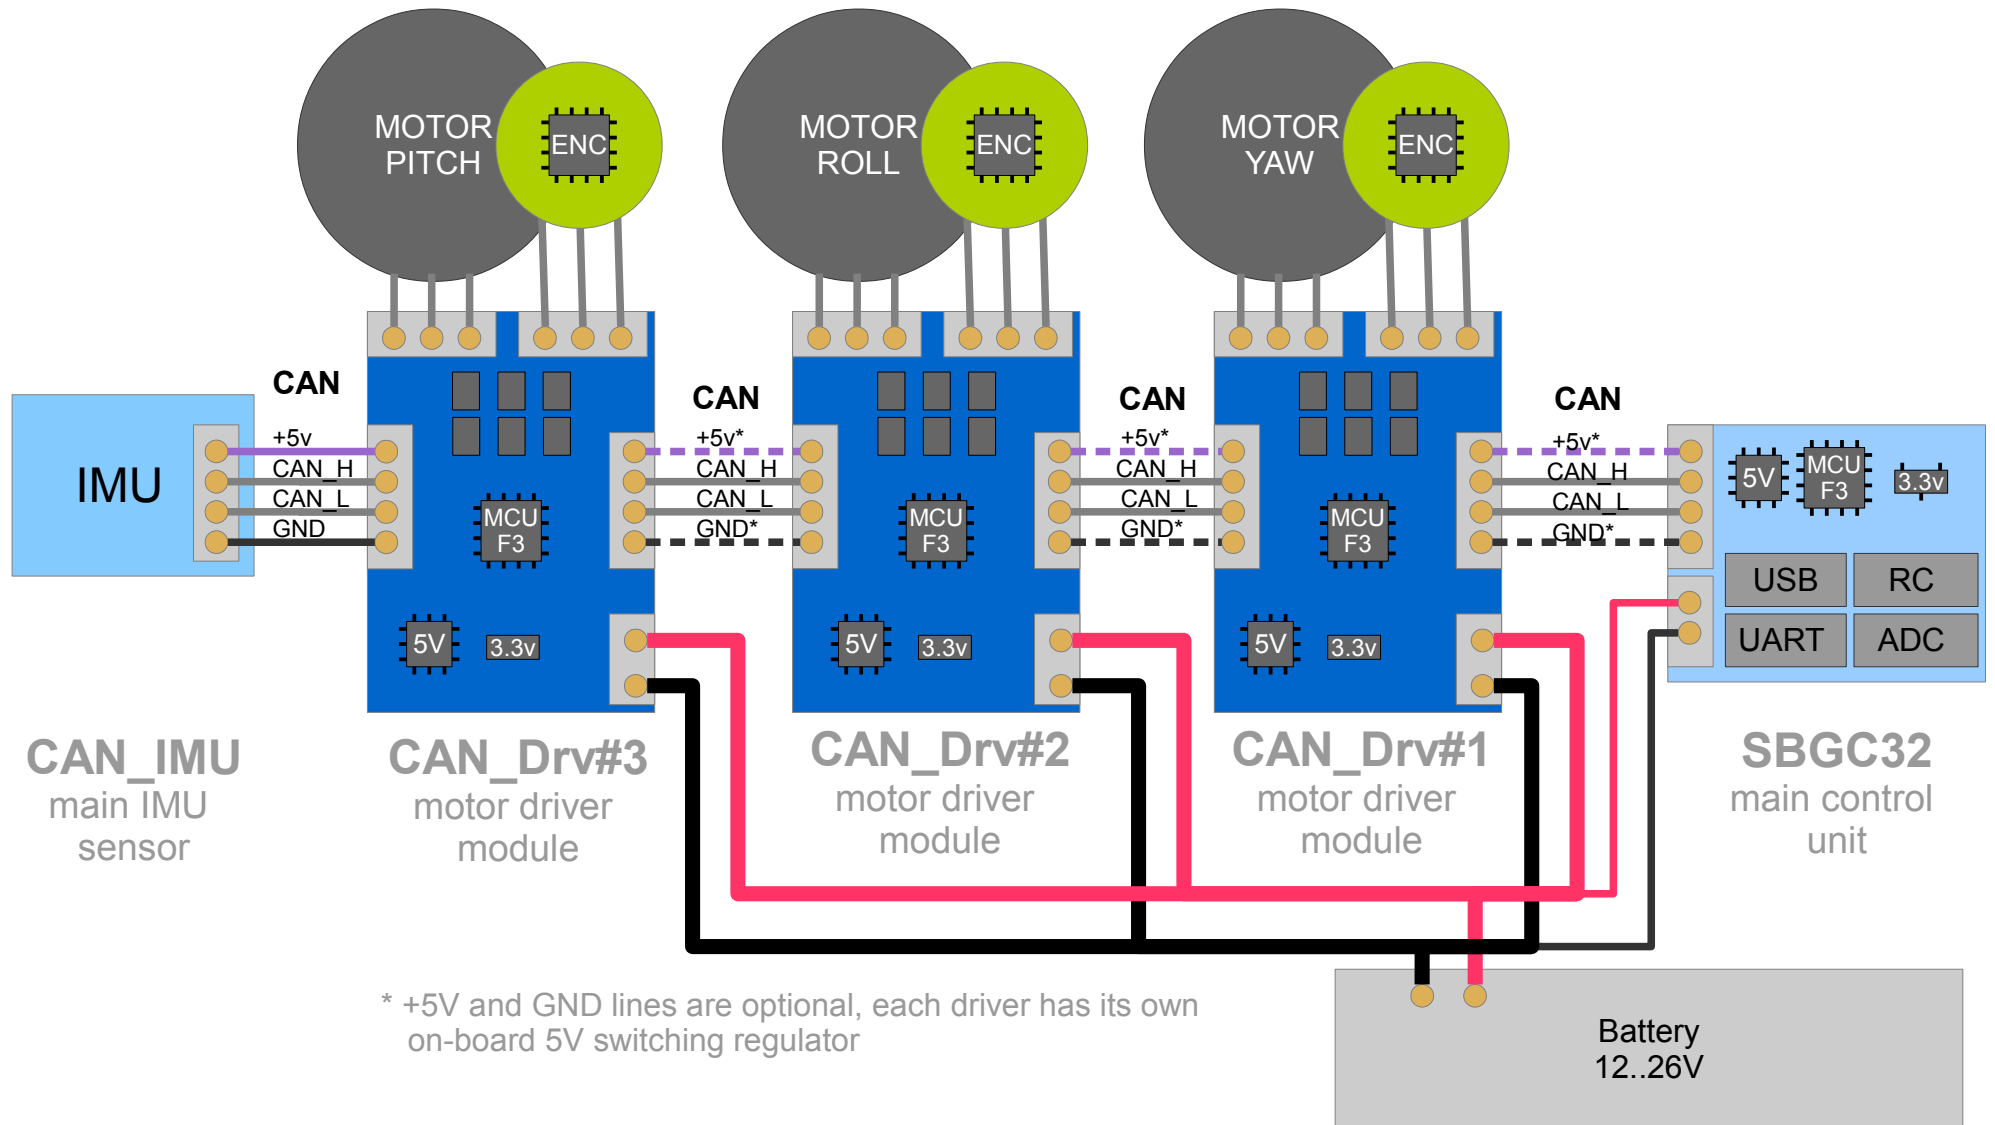 MOTOR
PITCH
ENC
MOTOR
ROLL
ENC
MOTOR
YAW
ENC
CAN
CAN
CAN
CAN
+5v
CAN_H
CAN_L
GND
+5v*
CAN_H
CAN_L
GND*
+5v*
CAN_H
CAN_L
GND*
+5v*
CAN_H
CAN_L
GND*
IMU
MCU
F3
5V
3.3v
MCU
F3
5V
3.3v
MCU
F3
5V
3.3v
5V
MCU
F3
3.3v
USB
RC
UART
ADC
CAN_IMU
main IMU
sensor
CAN_Drv#3
motor driver
module
CAN_Drv#2
motor driver
module
CAN_Drv#1
motor driver
module
SBGC32
main control
unit
* +5V and GND lines are optional, each driver has its own
on-board 5V switching regulator
Battery
12..26V